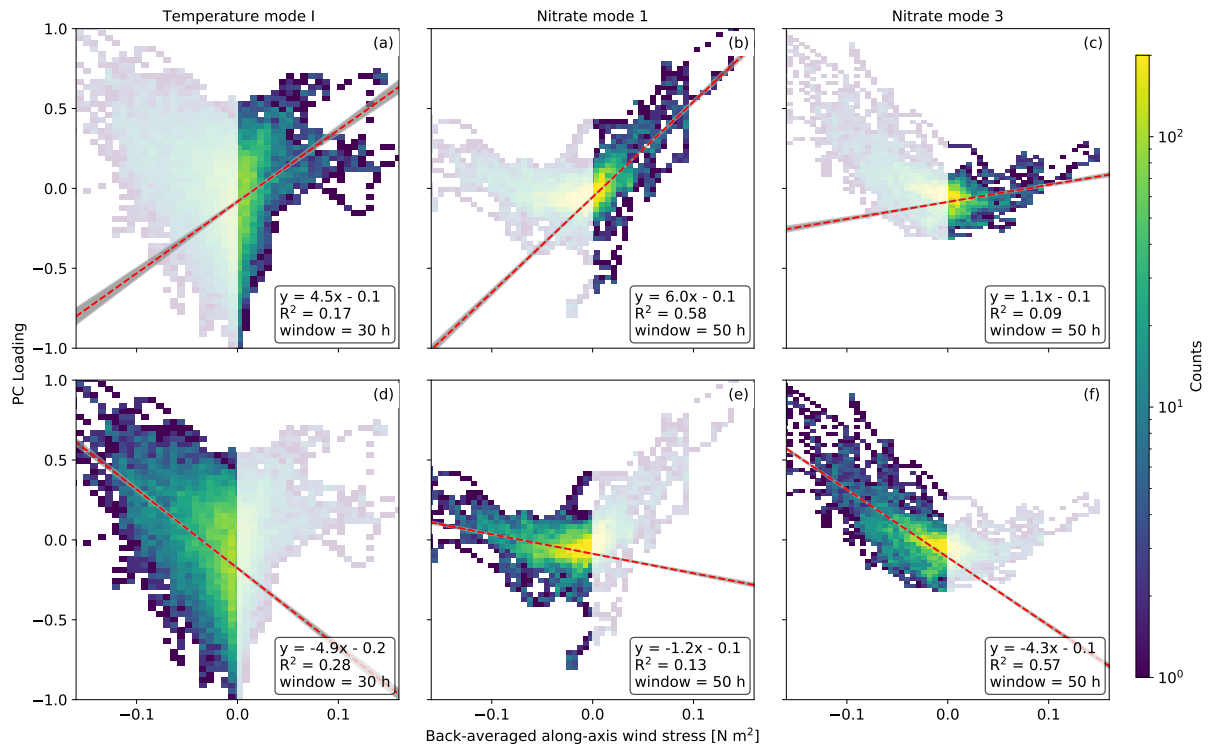 Temperature mode I
Nitrate mode 1
Nitrate mode 3
1.0
0.5
0.0
−0.5
−1.0
(a)
y = 4.5x - 0.1
R² = 0.17
window = 30 h
(b)
y = 6.0x - 0.1
R² = 0.58
window = 50 h
(c)
y = 1.1x - 0.1
R² = 0.09
window = 50 h
PC Loading
1.0
0.5
0.0
−0.5
−1.0
(d)
y = -4.9x - 0.2
R² = 0.28
window = 30 h
(e)
y = -1.2x - 0.1
R² = 0.13
window = 50 h
(f)
y = -4.3x - 0.1
R² = 0.57
window = 50 h
−0.1 0.0 0.1
−0.1 0.0 0.1
−0.1 0.0 0.1
Back-averaged along-axis wind stress [N m²]
10²
10¹
10⁰
Counts